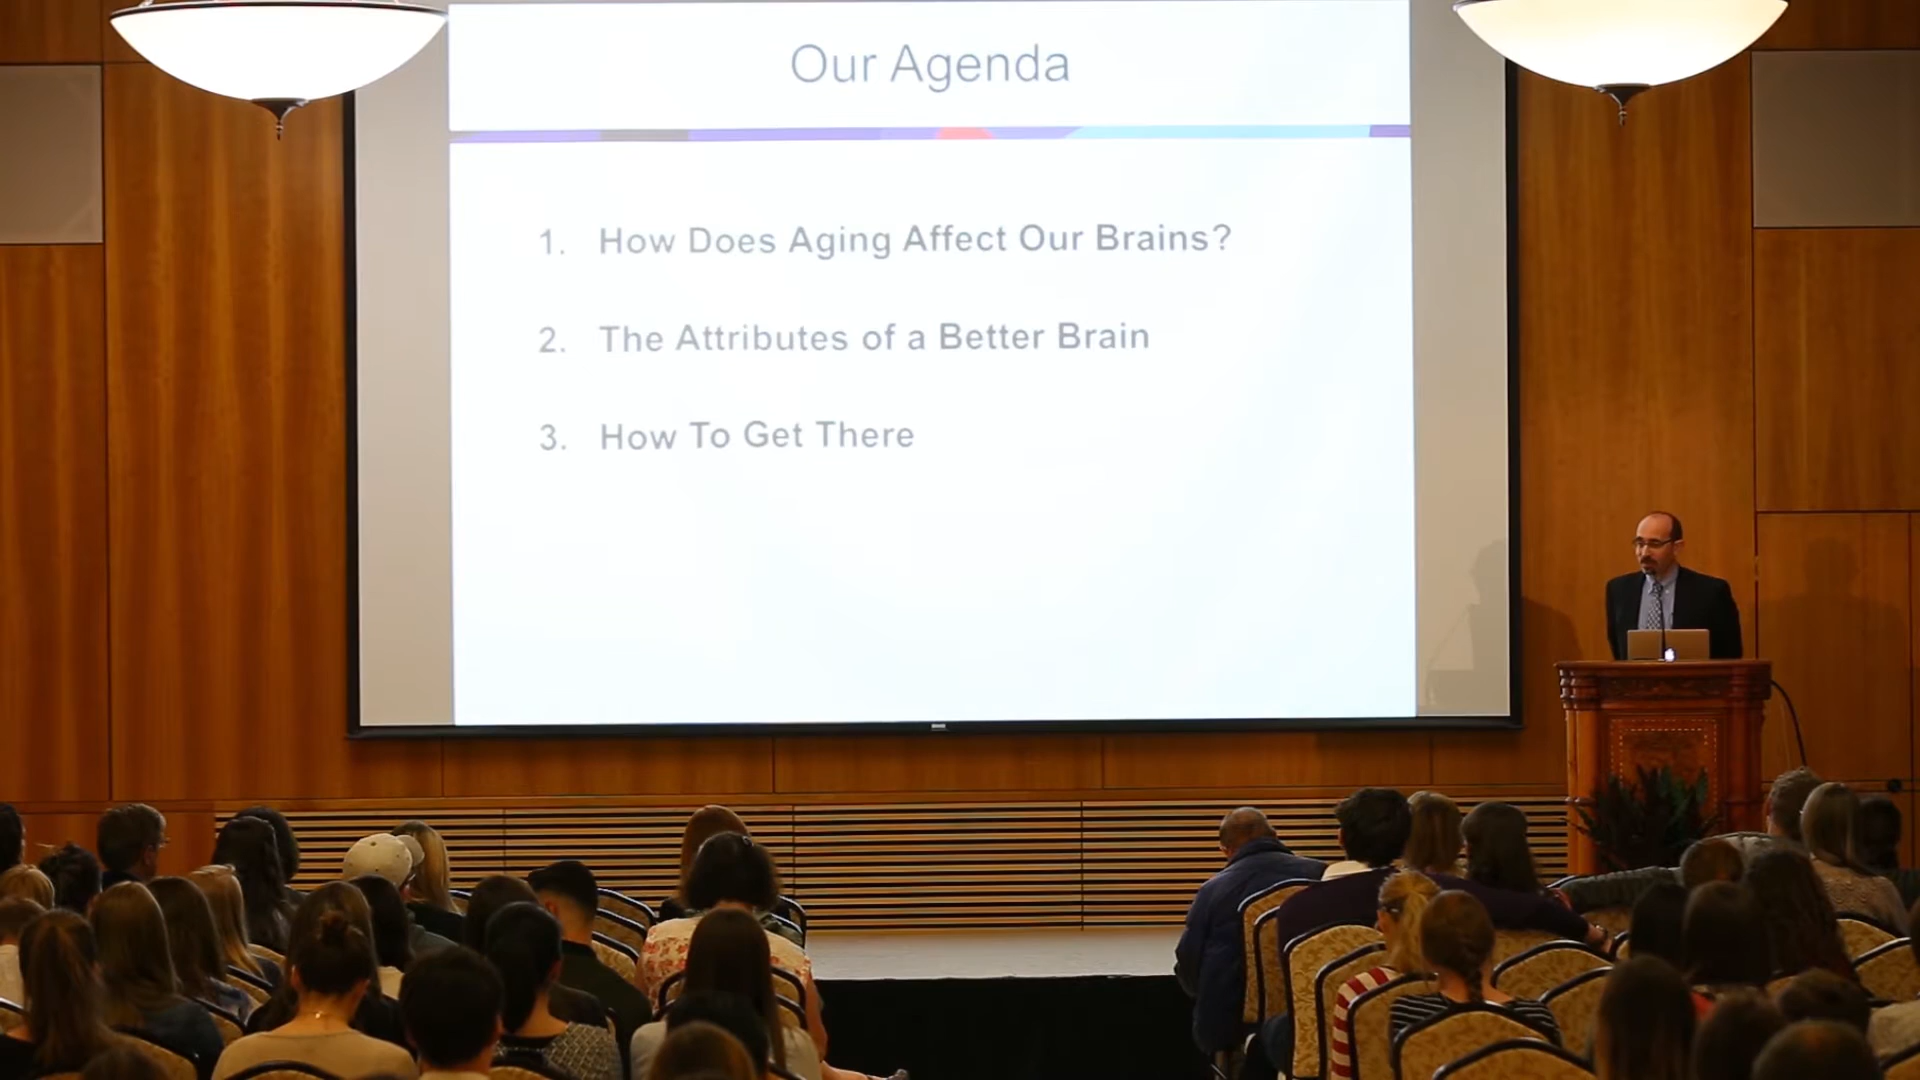 Our Agenda
1. How Does Aging Affect Our Brains?
2. The Attributes of a Better Brain
3. How To Get There